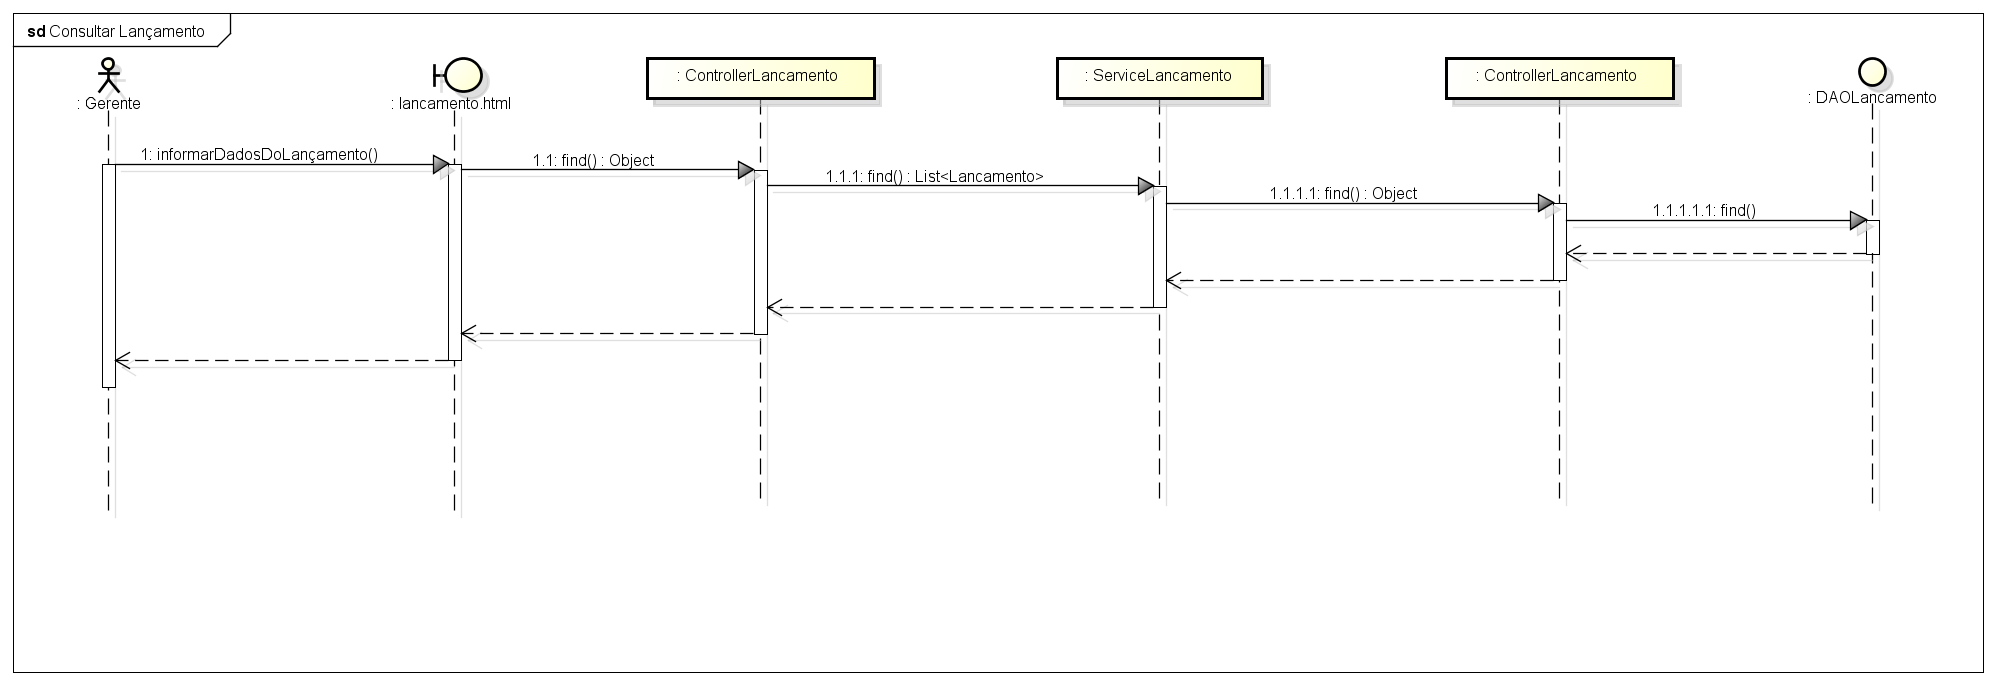 sd Consultar Lançamento
: Gerente
: lancamento.html
: ControllerLancamento
: ServiceLancamento
: ControllerLancamento
: DAOLancamento
1: informarDadosDoLançamento()
1.1: find() : Object
1.1.1: find() : List<Lancamento>
1.1.1.1: find() : Object
1.1.1.1.1: find()